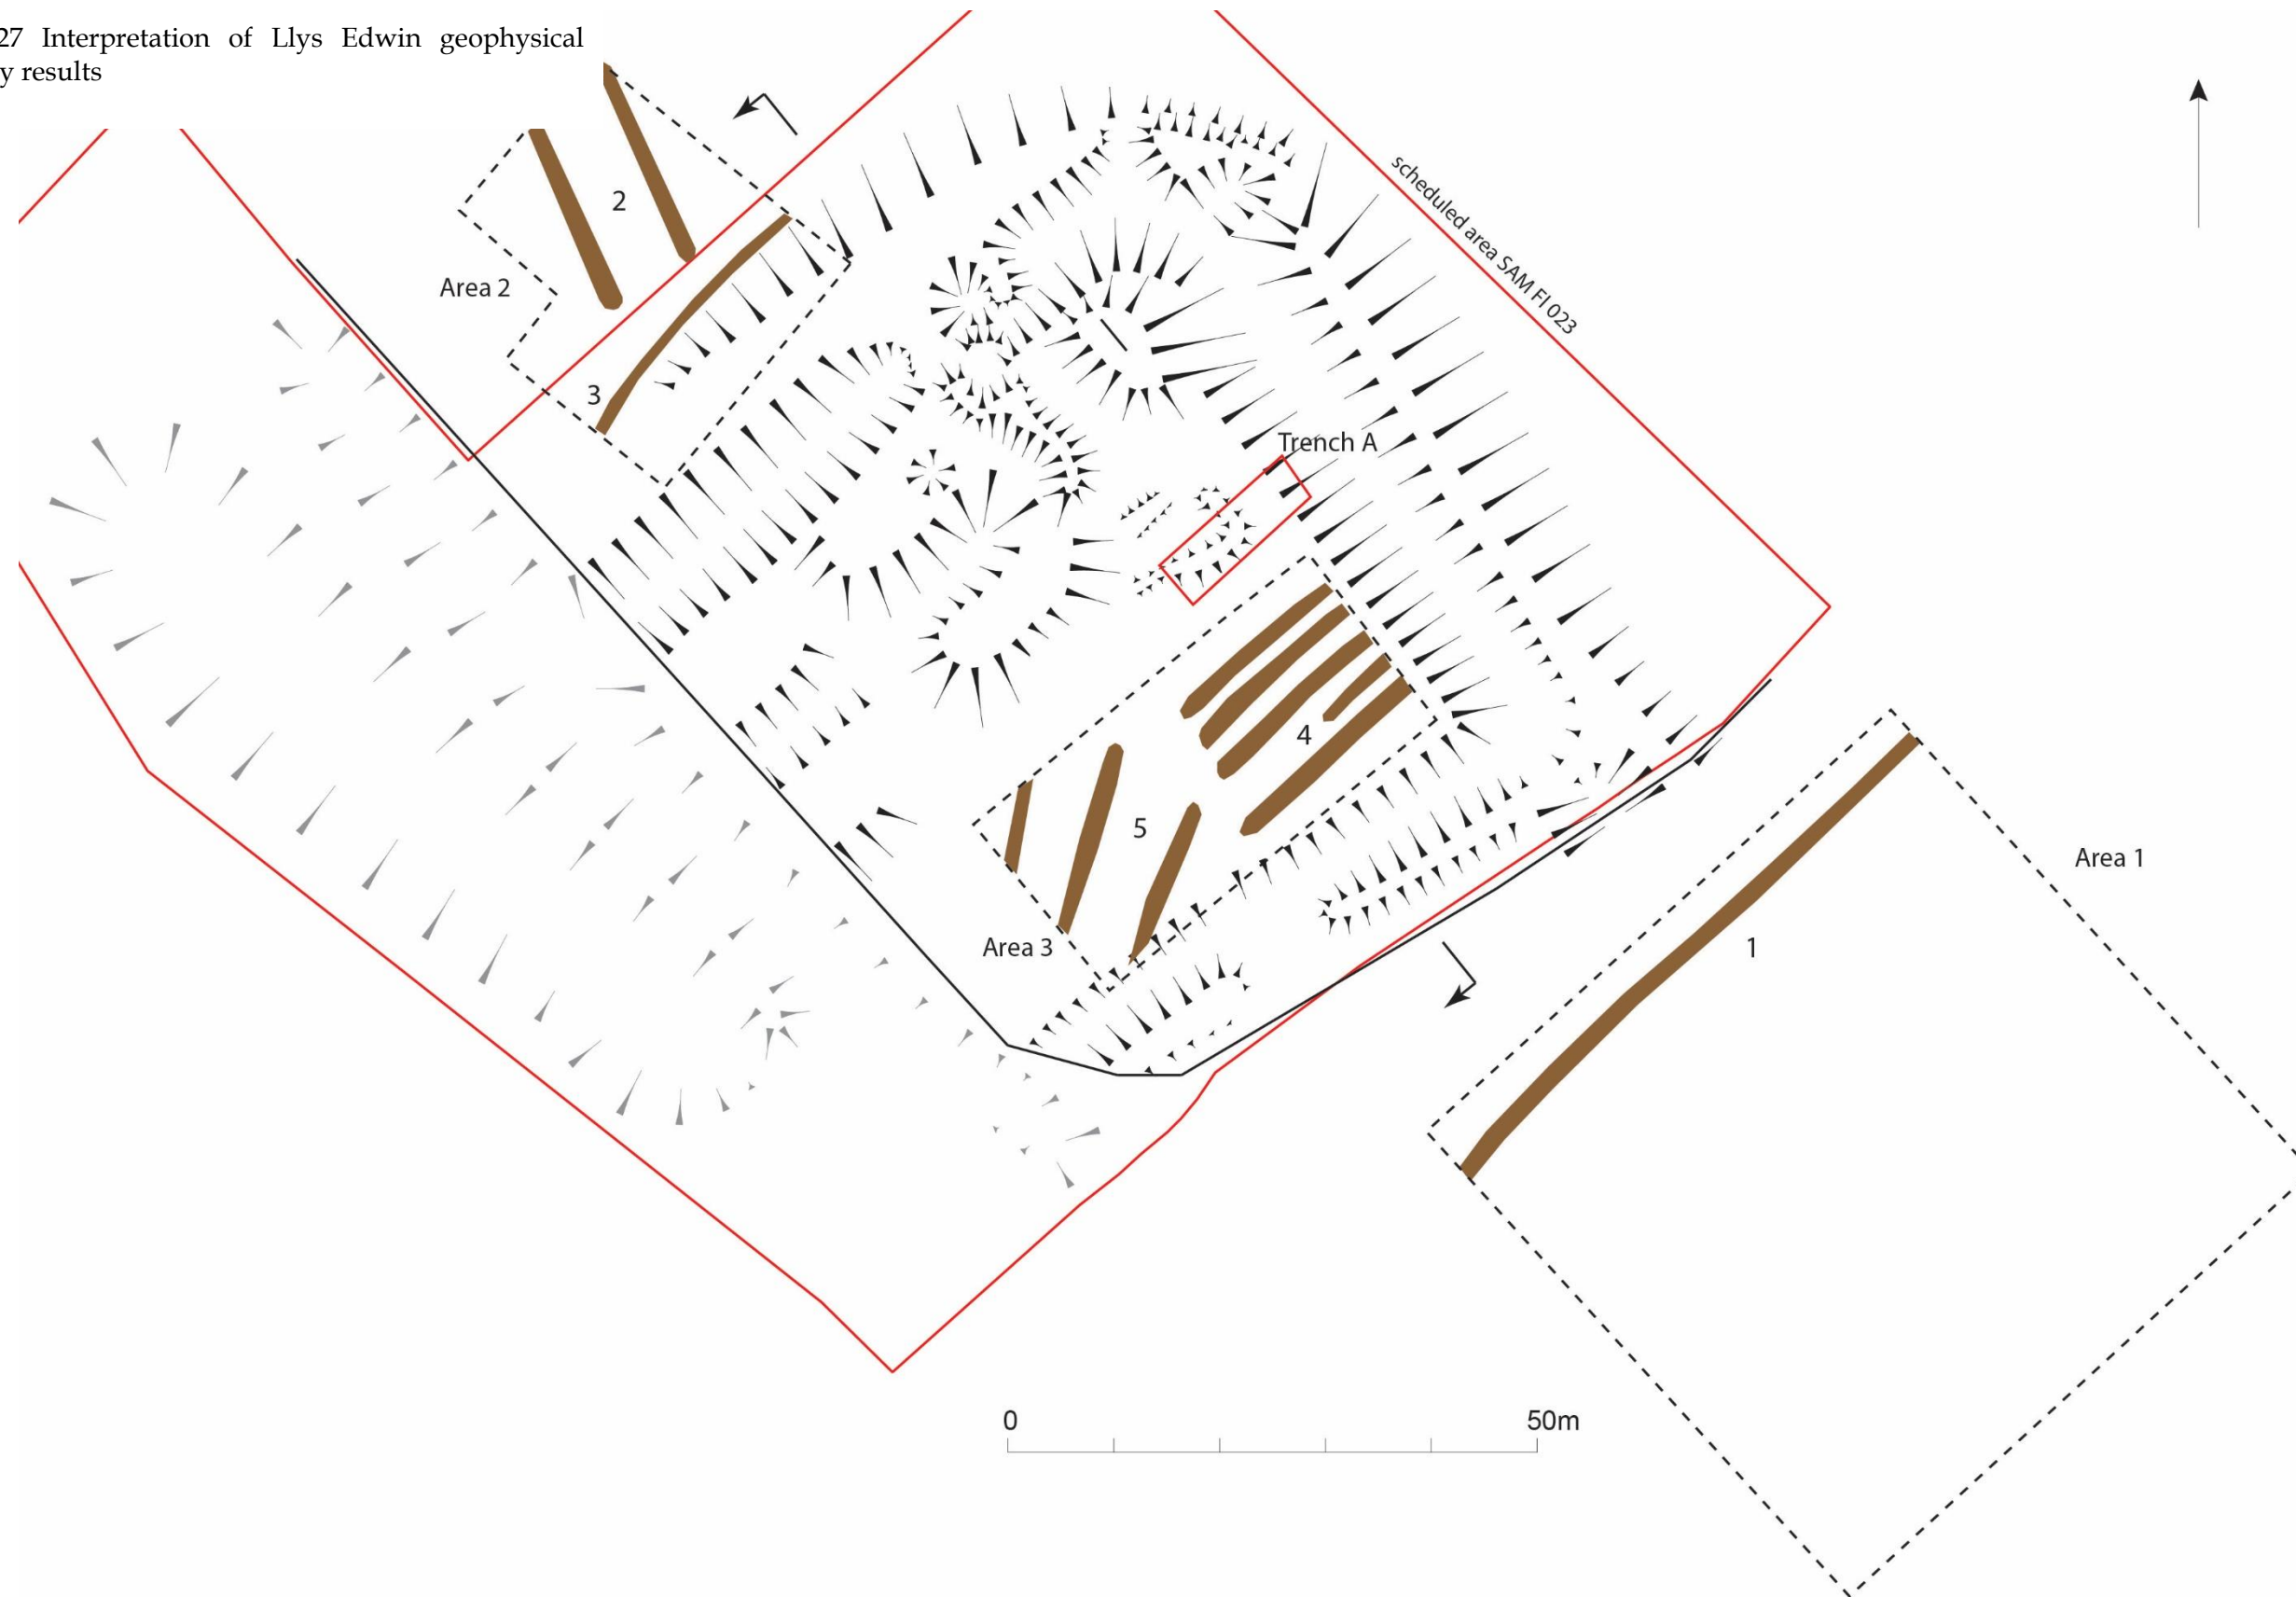 27 Interpretation of Llys Edwin geophysical
y results
scheduled area SAM Fl 023
2
Area 2
3
Trench A
4
5
Area 3
Area 1
1
0
50m